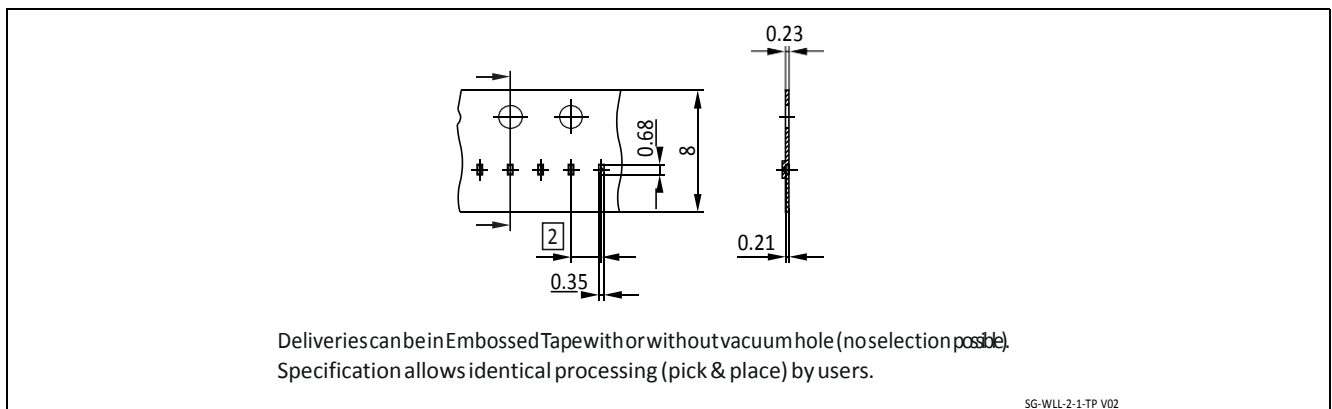 0.23
0.68
8
2
0.21
0.35
Deliveries can be in Embossed Tape with or without vacuum hole (no selection possible).
Specification allows identical processing (pick & place) by users.
SG-WLL-2-1-TP V02